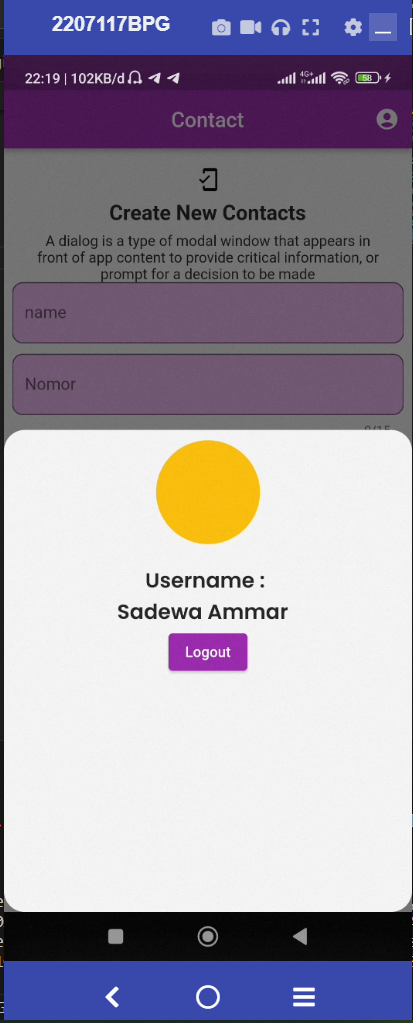 2207117BPG
22:19 | 102KB/d
4G+
58
Contact
Create New Contacts
A dialog is a type of modal window that appears in
front of app content to provide critical information, or
prompt for a decision to be made
name
Nomor
Username :
Sadewa Ammar
Logout